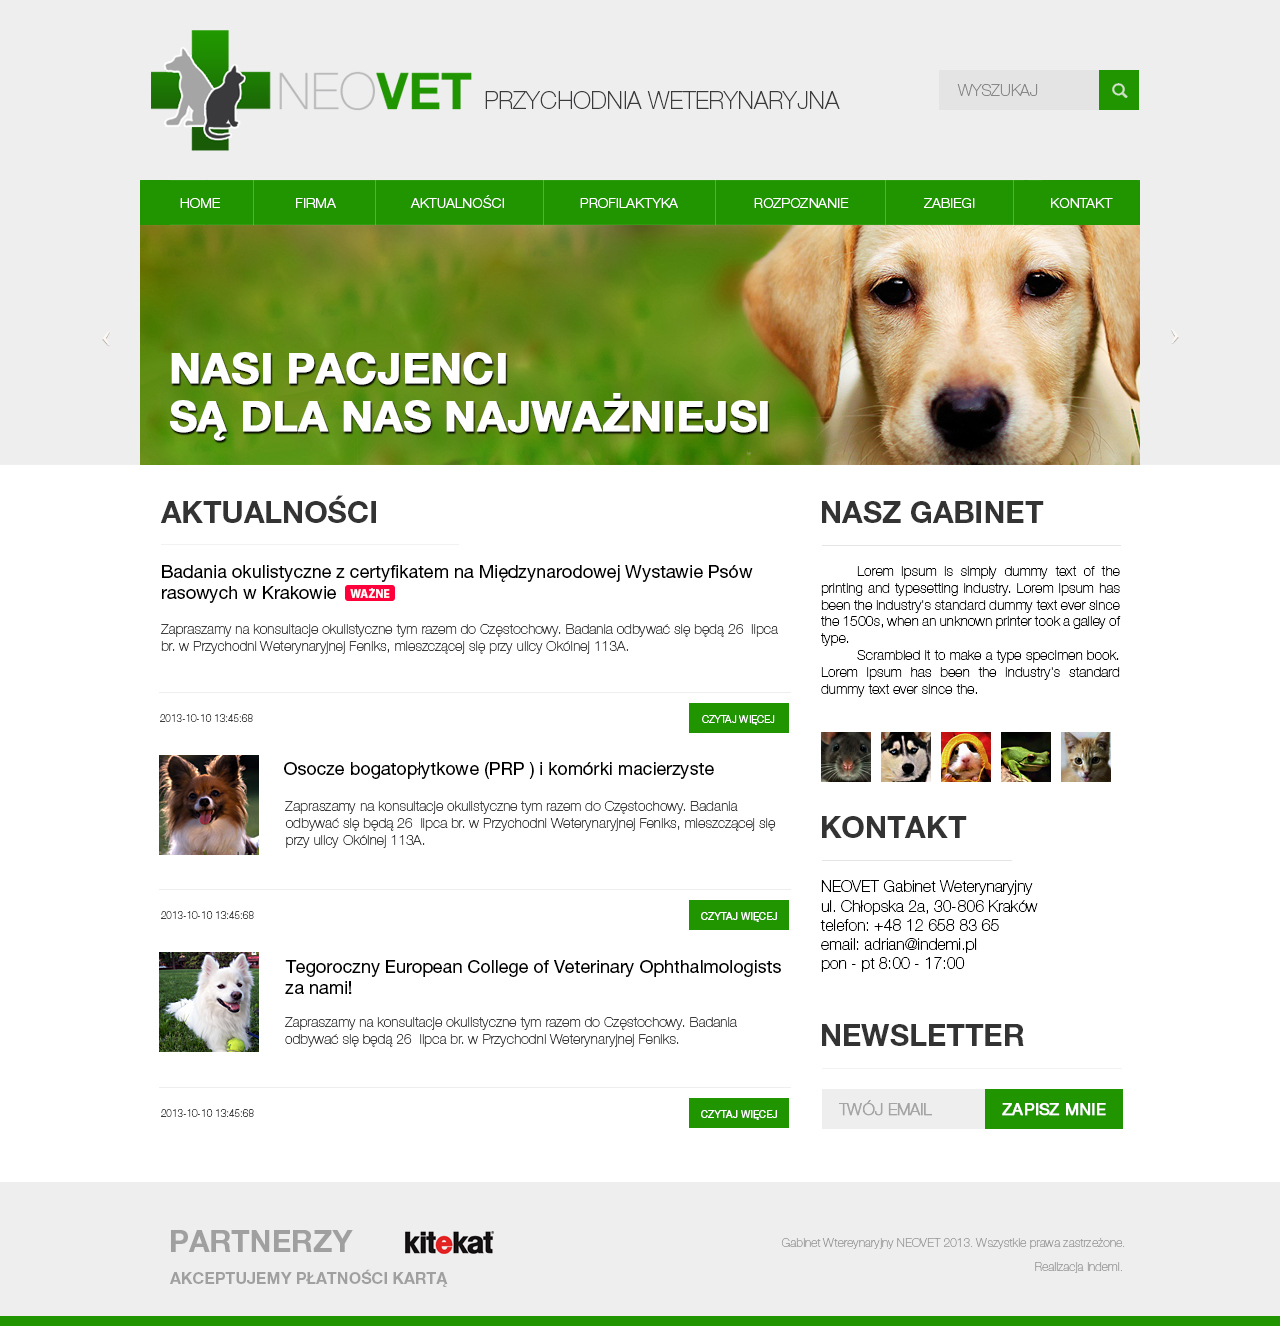 NEOVET PRZYCHODNIA WETERYNARYJNA
WYSZUKAJ
HOME FIRMA AKTUALNOŚCI PROFILAKTYKA ROZPOZNANIE ZABIEGI KONTAKT
NASI PACJENCI
SĄ DLA NAS NAJWAŻNIEJSI
AKTUALNOŚCI
Badania okulistyczne z certyfikatem na Międzynarodowej Wystawie Psów
rasowych w Krakowie WAŻNE
Zapraszamy na konsultacje okulistyczne tym razem do Częstochowy. Badania odbywać się będą 26 lipca
br. w Przychodni Weterynaryjnej Feniks, mieszczącej się przy ulicy Okólnej 113A.
2013-10-10 13:45:68
CZYTAJ WIĘCEJ
Osocze bogatopłytkowe (PRP ) i komórki macierzyste
Zapraszamy na konsultacje okulistyczne tym razem do Częstochowy. Badania
odbywać się będą 26 lipca br. w Przychodni Weterynaryjnej Feniks, mieszczącej się
przy ulicy Okólnej 113A.
2013-10-10 13:45:68
CZYTAJ WIĘCEJ
Tegoroczny European College of Veterinary Ophthalmologists
za nami!
Zapraszamy na konsultacje okulistyczne tym razem do Częstochowy. Badania
odbywać się będą 26 lipca br. w Przychodni Weterynaryjnej Feniks.
2013-10-10 13:45:68
CZYTAJ WIĘCEJ
NASZ GABINET
Lorem Ipsum is simply dummy text of the
printing and typesetting industry. Lorem Ipsum has
been the industry's standard dummy text ever since
the 1500s, when an unknown printer took a galley of
type.
Scrambled it to make a type specimen book.
Lorem Ipsum has been the industry's standard
dummy text ever since the.
KONTAKT
NEOVET Gabinet Weterynaryjny
ul. Chłopska 2a, 30-806 Kraków
telefon: +48 12 658 83 65
email: adrian@indemi.pl
pon - pt 8:00 - 17:00
NEWSLETTER
TWÓJ EMAIL
ZAPISZ MNIE
PARTNERZY
kitekat
AKCEPTUJEMY PŁATNOŚCI KARTĄ
Gabinet Wtereynaryjny NEOVET 2013. Wszystkie prawa zastrzeżone.
Realizacja Indemi.